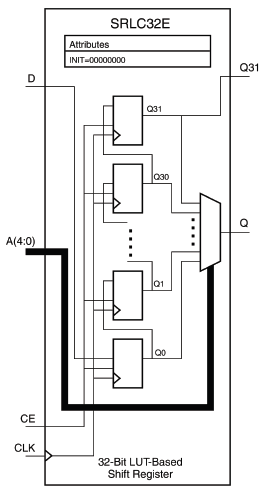 SRLC32E
Attributes
INIT=00000000
Q31
D
Q31
Q30
Q
A(4:0)
Q1
Q0
CE
CLK
32-Bit LUT-Based
Shift Register